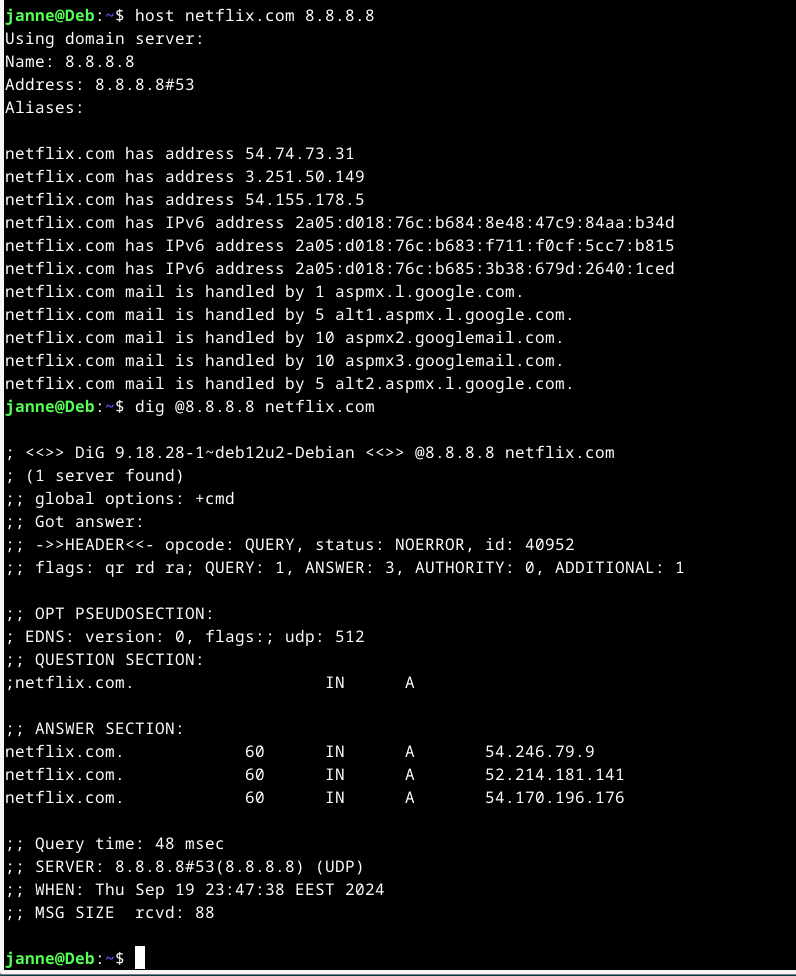 janne@Deb:~$ host netflix.com 8.8.8.8
Using domain server:
Name: 8.8.8.8
Address: 8.8.8.8#53
Aliases:

netflix.com has address 54.74.73.31
netflix.com has address 3.251.50.149
netflix.com has address 54.155.178.5
netflix.com has IPv6 address 2a05:d018:76c:b684:8e48:47c9:84aa:b34d
netflix.com has IPv6 address 2a05:d018:76c:b683:f711:f0cf:5cc7:b815
netflix.com has IPv6 address 2a05:d018:76c:b685:3b38:679d:2640:1ced
netflix.com mail is handled by 1 aspmx.l.google.com.
netflix.com mail is handled by 5 alt1.aspmx.l.google.com.
netflix.com mail is handled by 10 aspmx2.googlemail.com.
netflix.com mail is handled by 10 aspmx3.googlemail.com.
netflix.com mail is handled by 5 alt2.aspmx.l.google.com.
janne@Deb:~$ dig @8.8.8.8 netflix.com

; <<>> DiG 9.18.28-1~deb12u2-Debian <<>> @8.8.8.8 netflix.com
; (1 server found)
;; global options: +cmd
;; Got answer:
;; ->>HEADER<<- opcode: QUERY, status: NOERROR, id: 40952
;; flags: qr rd ra; QUERY: 1, ANSWER: 3, AUTHORITY: 0, ADDITIONAL: 1

;; OPT PSEUDOSECTION:
; EDNS: version: 0, flags:; udp: 512
;; QUESTION SECTION:
;netflix.com.                   IN      A

;; ANSWER SECTION:
netflix.com.            60      IN      A       54.246.79.9
netflix.com.            60      IN      A       52.214.181.141
netflix.com.            60      IN      A       54.170.196.176

;; Query time: 48 msec
;; SERVER: 8.8.8.8#53(8.8.8.8) (UDP)
;; WHEN: Thu Sep 19 23:47:38 EEST 2024
;; MSG SIZE  rcvd: 88

janne@Deb:~$